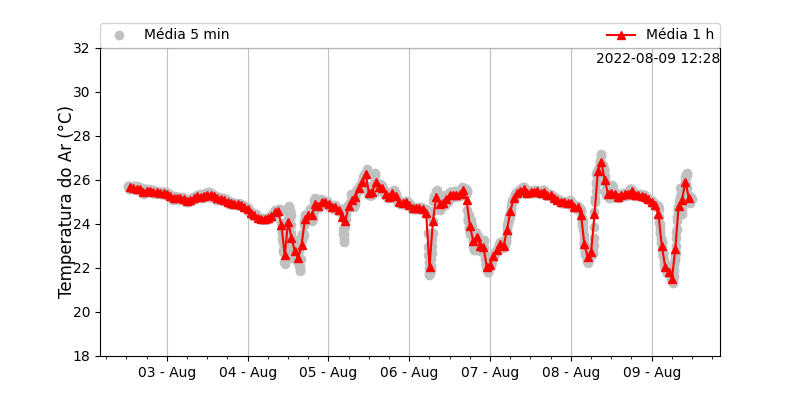 Média 5 min
Média 1 h
2022-08-09 12:28
Temperatura do Ar (°C)
32
30
28
26
24
22
20
18
03 - Aug
04 - Aug
05 - Aug
06 - Aug
07 - Aug
08 - Aug
09 - Aug